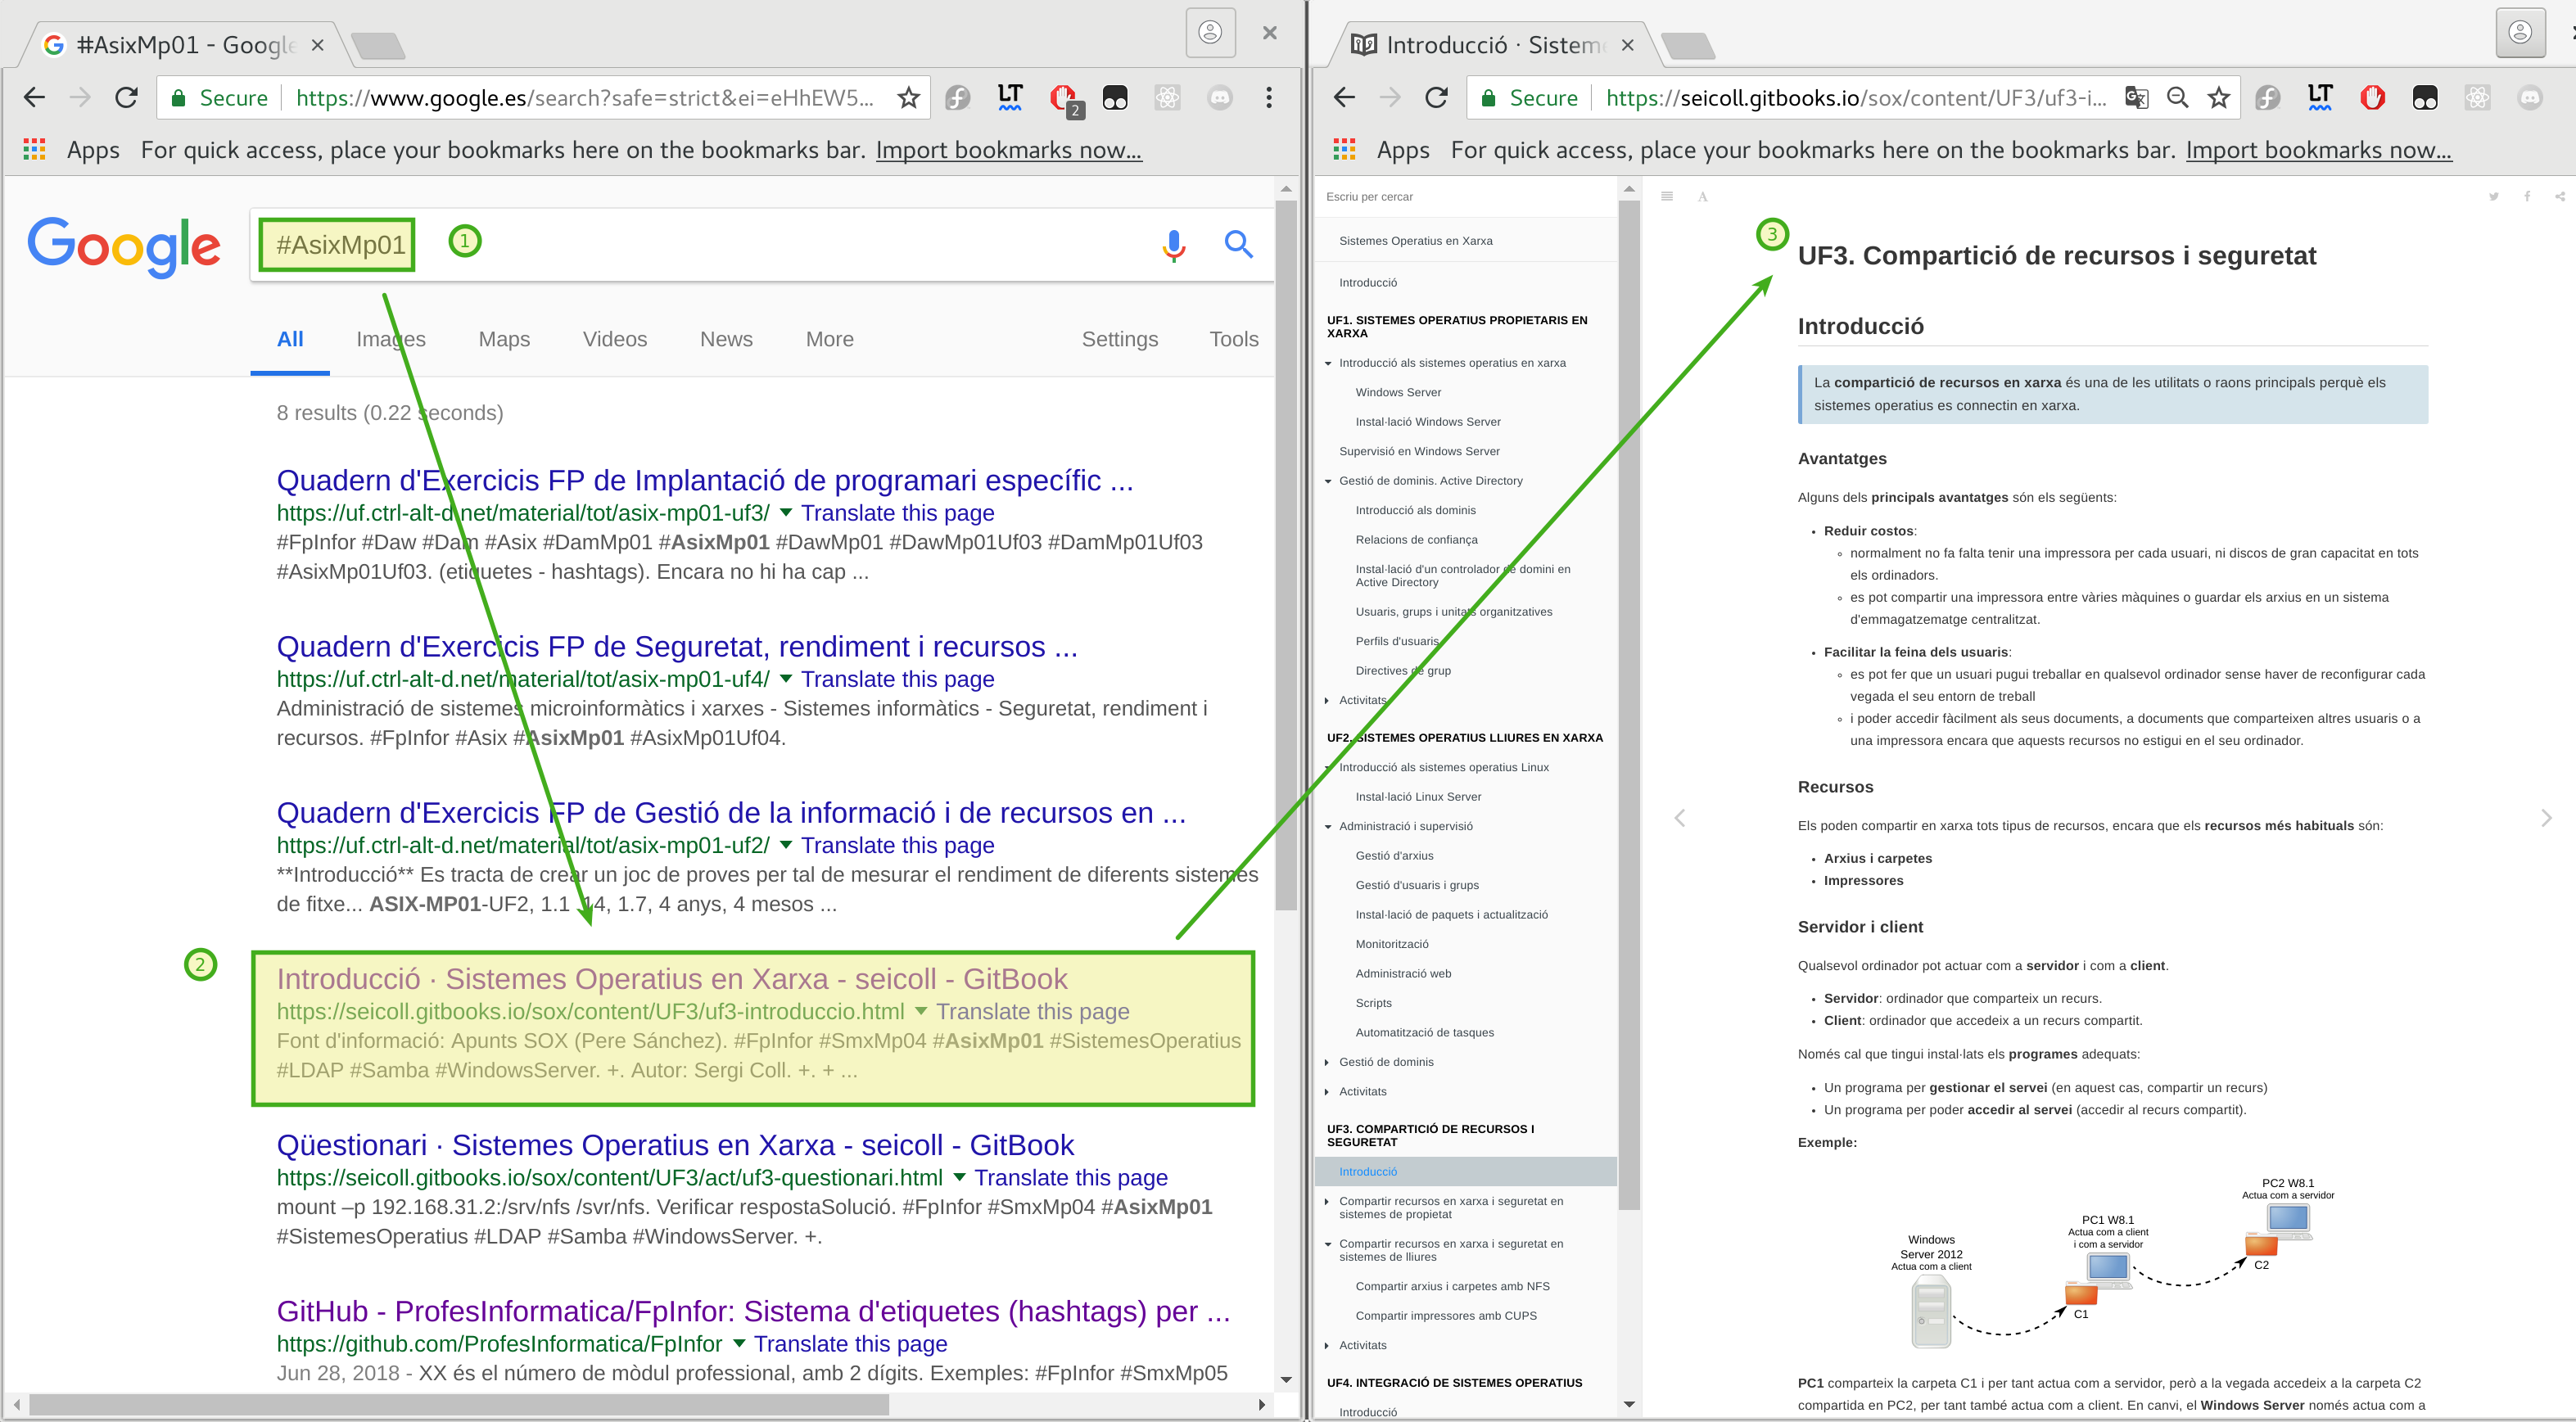 #AsixMp01 - Google
Secure
https://www.google.es/search?safe=strict&ei=eHhEW5...
2
Apps For quick access, place your bookmarks here on the bookmarks bar. Import bookmarks now...
Google
#AsixMp01
1
All Images Maps Videos News More Settings Tools
8 results (0.22 seconds)
Quadern d'Exercicis FP de Implantació de programari específic ...
https://uf.ctrl-alt-d.net/material/tot/asix-mp01-uf3/ Translate this page
#FpInfor #Daw #Dam #Asix #DamMp01 #AsixMp01 #DawMp01 #DawMp01Uf03 #DamMp01Uf03
#AsixMp01Uf03. (etiquetes - hashtags). Encara no hi ha cap ...
Quadern d'Exercicis FP de Seguretat, rendiment i recursos ...
https://uf.ctrl-alt-d.net/material/tot/asix-mp01-uf4/ Translate this page
Administració de sistemes microinformàtics i xarxes - Sistemes informàtics - Seguretat, rendiment i
recursos. #FpInfor #Asix #AsixMp01 #AsixMp01Uf04.
Quadern d'Exercicis FP de Gestió de la informació i de recursos en ...
https://uf.ctrl-alt-d.net/material/tot/asix-mp01-uf2/ Translate this page
**Introducció** Es tracta de crear un joc de proves per tal de mesurar el rendiment de diferents sistemes
de fitxe... ASIX-MP01-UF2, 1.1 14, 1.7, 4 anys, 4 mesos ...
2
Introducció · Sistemes Operatius en Xarxa - seicoll - GitBook
https://seicoll.gitbooks.io/sox/content/UF3/uf3-introduccio.html Translate this page
Font d'informació: Apunts SOX (Pere Sánchez). #FpInfor #SmxMp04 #AsixMp01 #SistemesOperatius
#LDAP #Samba #WindowsServer. +. Autor: Sergi Coll. +. + ...
Qüestionari · Sistemes Operatius en Xarxa - seicoll - GitBook
https://seicoll.gitbooks.io/sox/content/UF3/act/uf3-questionari.html Translate this page
mount –p 192.168.31.2:/srv/nfs /svr/nfs. Verificar respostaSolució. #FpInfor #SmxMp04 #AsixMp01
#SistemesOperatius #LDAP #Samba #WindowsServer. +.
GitHub - ProfesInformatica/FpInfor: Sistema d'etiquetes (hashtags) per ...
https://github.com/ProfesInformatica/FpInfor Translate this page
Jun 28, 2018 - XX és el número de mòdul professional, amb 2 dígits. Exemples: #FpInfor #SmxMp05
Introducció · Sisteme
Secure
https://seicoll.gitbooks.io/sox/content/UF3/uf3-i...
Apps For quick access, place your bookmarks here on the bookmarks bar. Import bookmarks now...
Escriu per cercar
Sistemes Operatius en Xarxa
Introducció
UF1. SISTEMES OPERATIUS PROPIETARIS EN
XARXA
Introducció als sistemes operatius en xarxa
Windows Server
Instal·lació Windows Server
Supervisió en Windows Server
Gestió de dominis. Active Directory
Introducció als dominis
Relacions de confiança
Instal·lació d'un controlador de domini en
Active Directory
Usuaris, grups i unitats organitzatives
Perfils d'usuaris
Directives de grup
Activitats
UF2. SISTEMES OPERATIUS LLIURES EN XARXA
Introducció als sistemes operatius Linux
Instal·lació Linux Server
Administració i supervisió
Gestió d'arxius
Gestió d'usuaris i grups
Instal·lació de paquets i actualització
Monitorització
Administració web
Scripts
Automatització de tasques
Gestió de dominis
Activitats
UF3. COMPARTICIÓ DE RECURSOS I
SEGURETAT
Introducció
Compartir recursos en xarxa i seguretat en
sistemes de propietat
Compartir recursos en xarxa i seguretat en
sistemes de lliures
Compartir arxius i carpetes amb NFS
Compartir impressores amb CUPS
Activitats
UF4. INTEGRACIÓ DE SISTEMES OPERATIUS
Introducció
3
UF3. Compartició de recursos i seguretat
Introducció
La compartició de recursos en xarxa és una de les utilitats o raons principals perquè els
sistemes operatius es connectin en xarxa.
Avantatges
Alguns dels principals avantatges són els següents:
Reduir costos:
normalment no fa falta tenir una impressora per cada usuari, ni discos de gran capacitat en tots
els ordinadors.
es pot compartir una impressora entre vàries màquines o guardar els arxius en un sistema
d'emmagatzematge centralitzat.
Facilitar la feina dels usuaris:
es pot fer que un usuari pugui treballar en qualsevol ordinador sense haver de reconfigurar cada
vegada el seu entorn de treball
i poder accedir fàcilment als seus documents, a documents que comparteixen altres usuaris o a
una impressora encara que aquests recursos no estigui en el seu ordinador.
Recursos
Els poden compartir en xarxa tots tipus de recursos, encara que els recursos més habituals són:
Arxius i carpetes
Impressores
Servidor i client
Qualsevol ordinador pot actuar com a servidor i com a client.
Servidor: ordinador que comparteix un recurs.
Client: ordinador que accedeix a un recurs compartit.
Només cal que tingui instal·lats els programes adequats:
Un programa per gestionar el servei (en aquest cas, compartir un recurs)
Un programa per poder accedir al servei (accedir al recurs compartit).
Exemple:
PC2 W8.1
Actua com a servidor
C2
PC1 W8.1
Actua com a client
i com a servidor
C1
Windows
Server 2012
Actua com a client
PC1 comparteix la carpeta C1 i per tant actua com a servidor, però a la vegada accedeix a la carpeta C2
compartida en PC2, per tant també actua com a client. En canvi, el Windows Server només actua com a